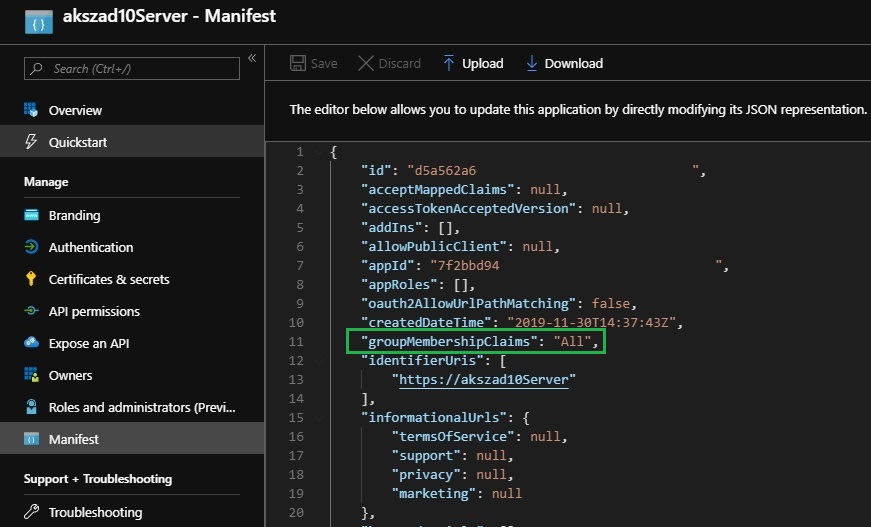 akszad10Server - Manifest
Search (Ctrl+/)
«
Overview
Quickstart
Manage
Branding
Authentication
Certificates & secrets
API permissions
Expose an API
Owners
Roles and administrators (Previ...
Manifest
Support + Troubleshooting
Troubleshooting
Save Discard Upload Download
The editor below allows you to update this application by directly modifying its JSON representation.
1 {
2 "id": "d5a562a6 ",
3 "acceptMappedClaims": null,
4 "accessTokenAcceptedVersion": null,
5 "addIns": [],
6 "allowPublicClient": null,
7 "appId": "7f2bbd94 ",
8 "appRoles": [],
9 "oauth2AllowUrlPathMatching": false,
10 "createdDateTime": "2019-11-30T14:37:43Z",
11 "groupMembershipClaims": "All",
12 "identifierUris": [
13 "https://akszad10Server"
14 ],
15 "informationalUrls": {
16 "termsOfService": null,
17 "support": null,
18 "privacy": null,
19 "marketing": null
20 },